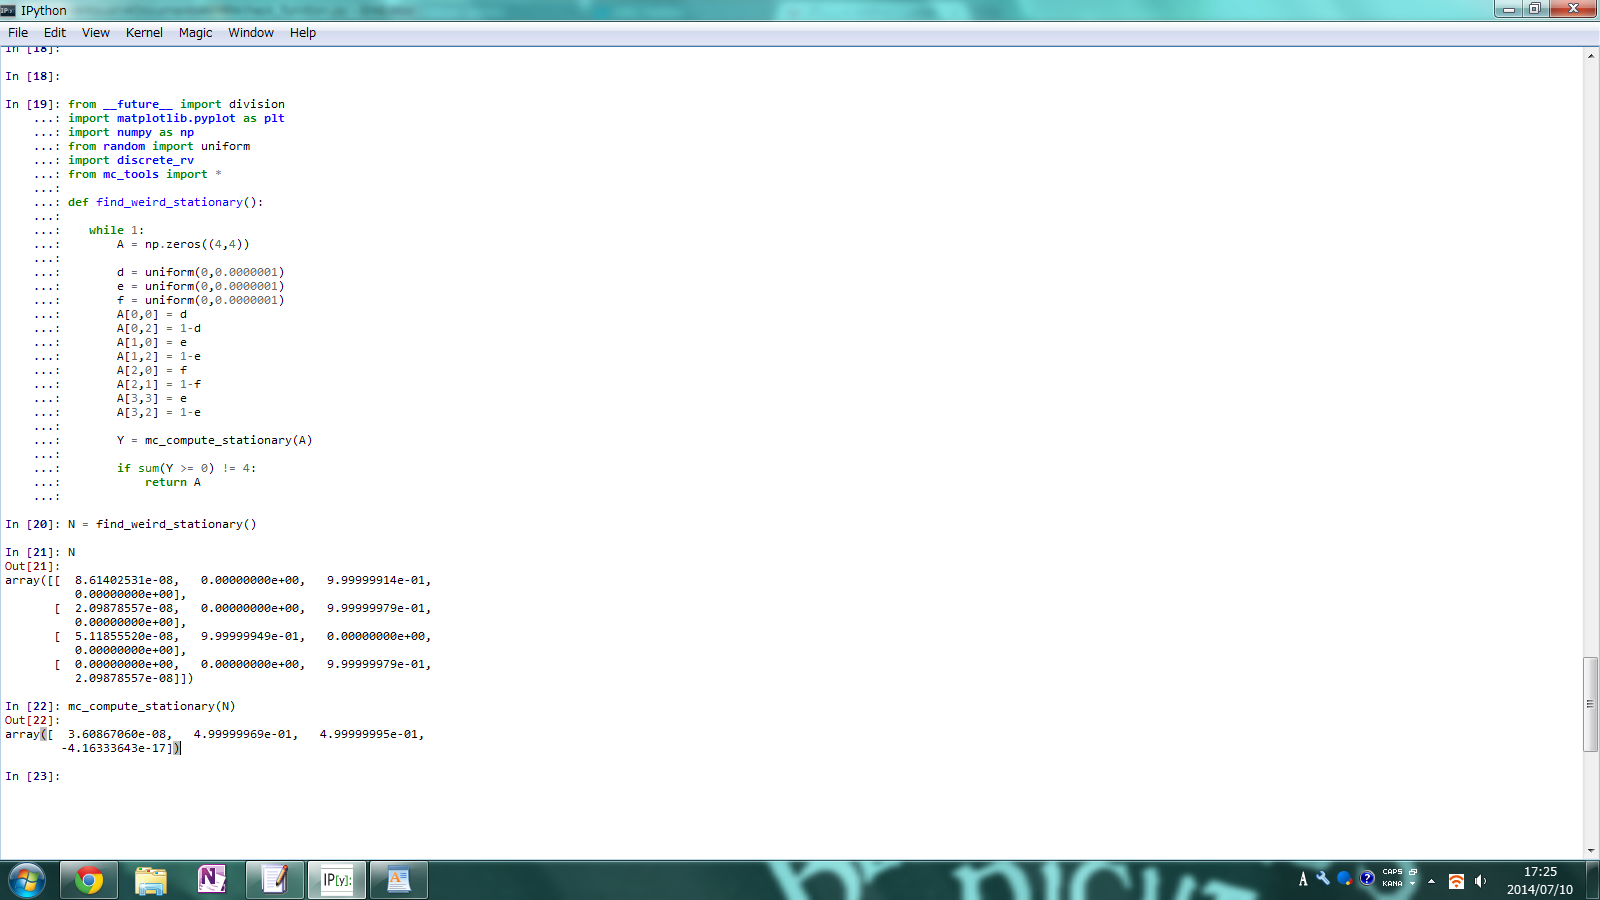 IPython
File Edit View Kernel Magic Window Help
In [18]:
In [18]:
In [19]: from __future__ import division
...: import matplotlib.pyplot as plt
...: import numpy as np
...: from random import uniform
...: import discrete_rv
...: from mc_tools import *
...:
...: def find_weird_stationary():
...:
...: while 1:
...: A = np.zeros((4,4))
...:
...: d = uniform(0,0.0000001)
...: e = uniform(0,0.0000001)
...: f = uniform(0,0.0000001)
...: A[0,0] = d
...: A[0,2] = 1-d
...: A[1,0] = e
...: A[1,2] = 1-e
...: A[2,0] = f
...: A[2,1] = 1-f
...: A[3,3] = e
...: A[3,2] = 1-e
...:
...: Y = mc_compute_stationary(A)
...:
...: if sum(Y >= 0) != 4:
...: return A
...:
In [20]: N = find_weird_stationary()
In [21]: N
Out[21]:
array([[ 8.61402531e-08, 0.00000000e+00, 9.99999914e-01,
0.00000000e+00],
[ 2.09878557e-08, 0.00000000e+00, 9.99999979e-01,
0.00000000e+00],
[ 5.11855520e-08, 9.99999949e-01, 0.00000000e+00,
0.00000000e+00],
[ 0.00000000e+00, 0.00000000e+00, 9.99999979e-01,
2.09878557e-08]])
In [22]: mc_compute_stationary(N)
Out[22]:
array([ 3.60867060e-08, 4.99999969e-01, 4.99999995e-01,
-4.16333643e-17])
In [23]:
IP[y]:
A
CAPS
KANA
17:25
2014/07/10